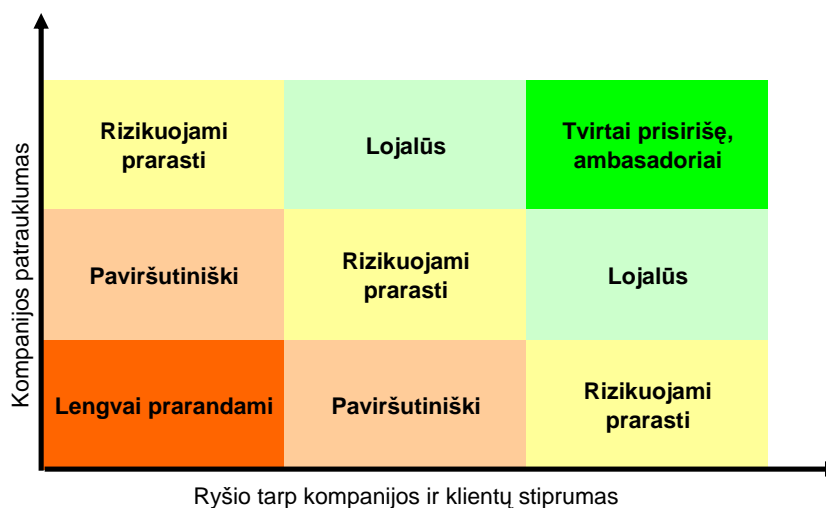 Kompanijos patrauklumas
Rizikuojami
prarasti
Lojalūs
Tvirtai prisirišę,
ambasadoriai
Paviršutiniški
Rizikuojami
prarasti
Lojalūs
Lengvai prarandami
Paviršutiniški
Rizikuojami
prarasti
Ryšio tarp kompanijos ir klientų stiprumas